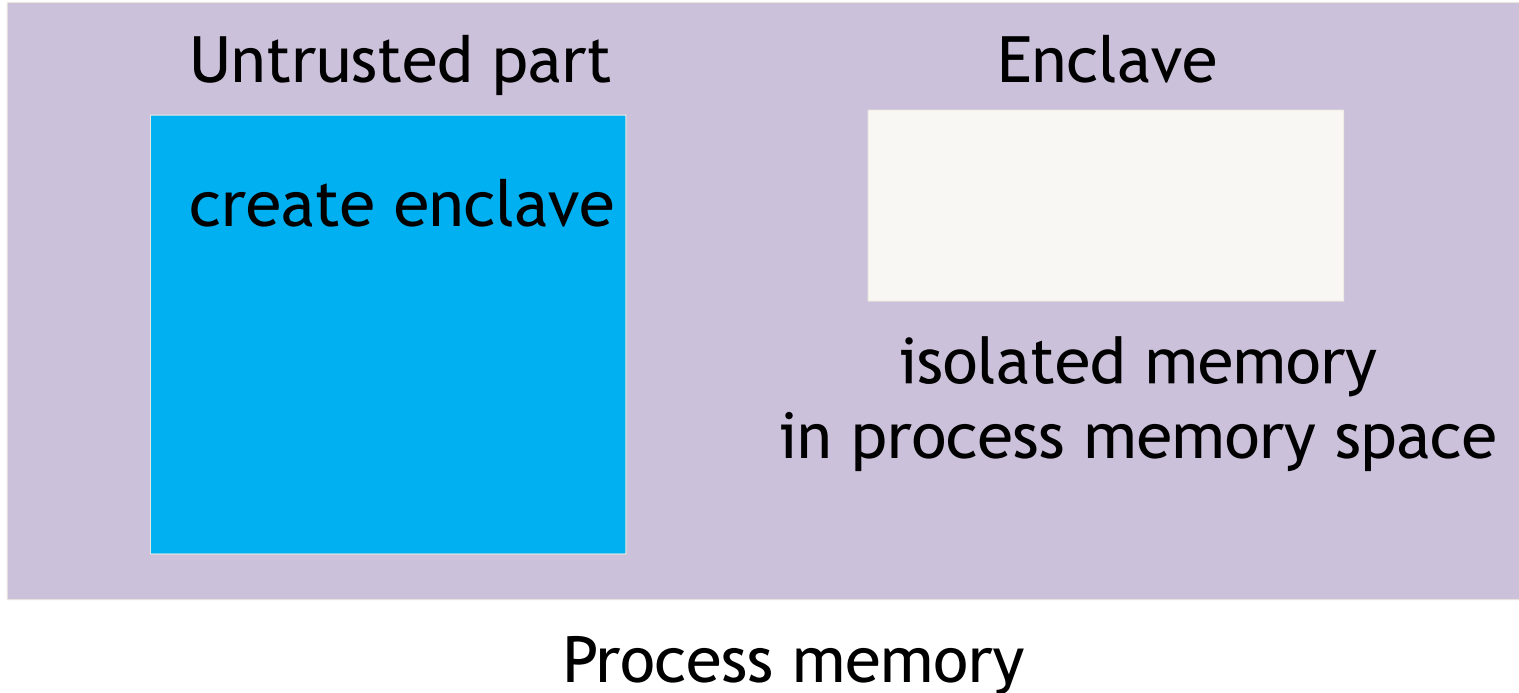 Untrusted part
Enclave
create enclave
isolated memory
in process memory space
Process memory